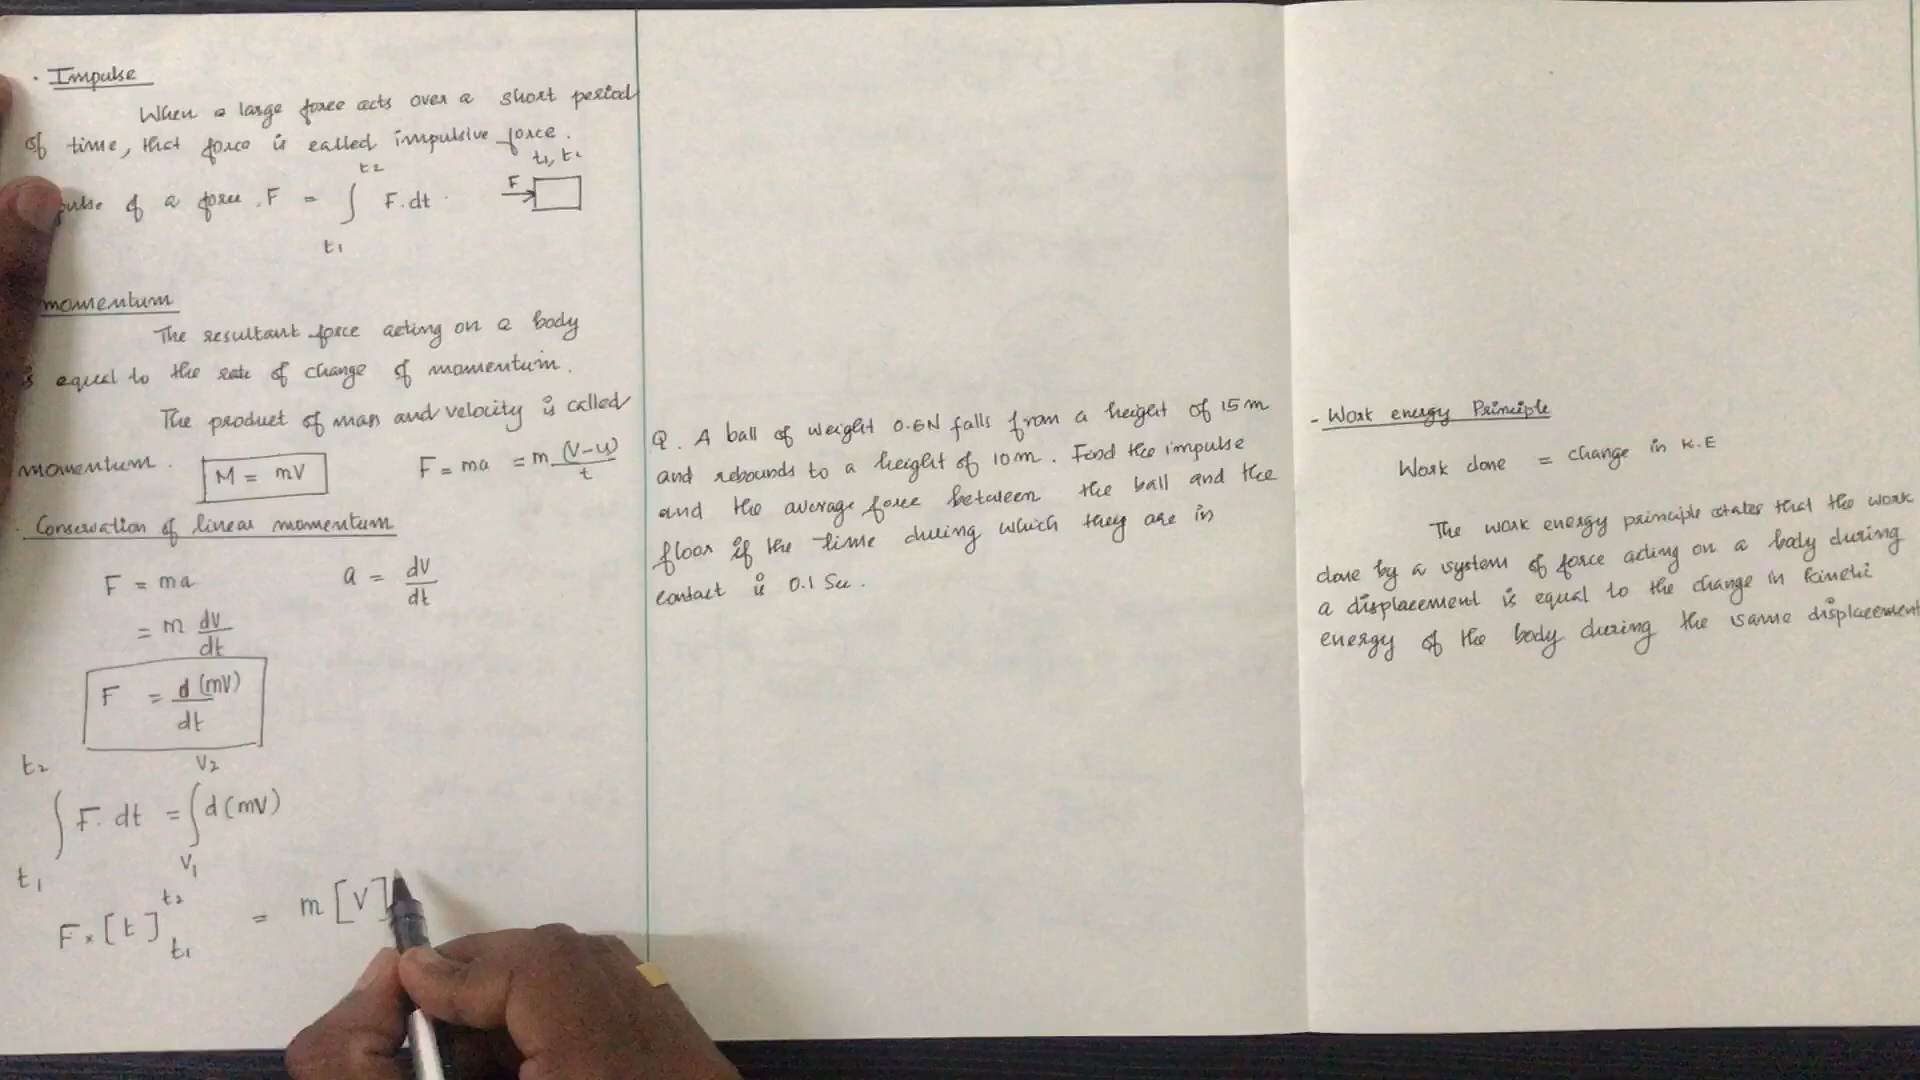 . Impulse
When a large force acts over a short period
of time, that force is called impulsive force.
pulse of a force, F = ∫ F.dt
t2
t1
F
t1, t2
momentum
The resultant force acting on a body
is equal to the rate of change of momentum.
The product of mass and velocity is called
momentum. M = mV
F = ma = m (V-u)/t
. Conservation of linear momentum
F = ma a = dV/dt
= m dV/dt
F = d(mV)/dt
t2 V2
∫ F. dt = ∫ d(mV)
t1 V1
F × [t] t2 t1 = m [V]
Q. A ball of weight 0.6N falls from a height of 15m
and rebounds to a height of 10m. Find the impulse
and the average force between the ball and the
floor if the time during which they are in
contact is 0.1 Sec.
- Work energy Principle
Work done = change in K.E
The work energy principle states that the work
done by a system of force acting on a body during
a displacement is equal to the change in kinetic
energy of the body during the same displacement